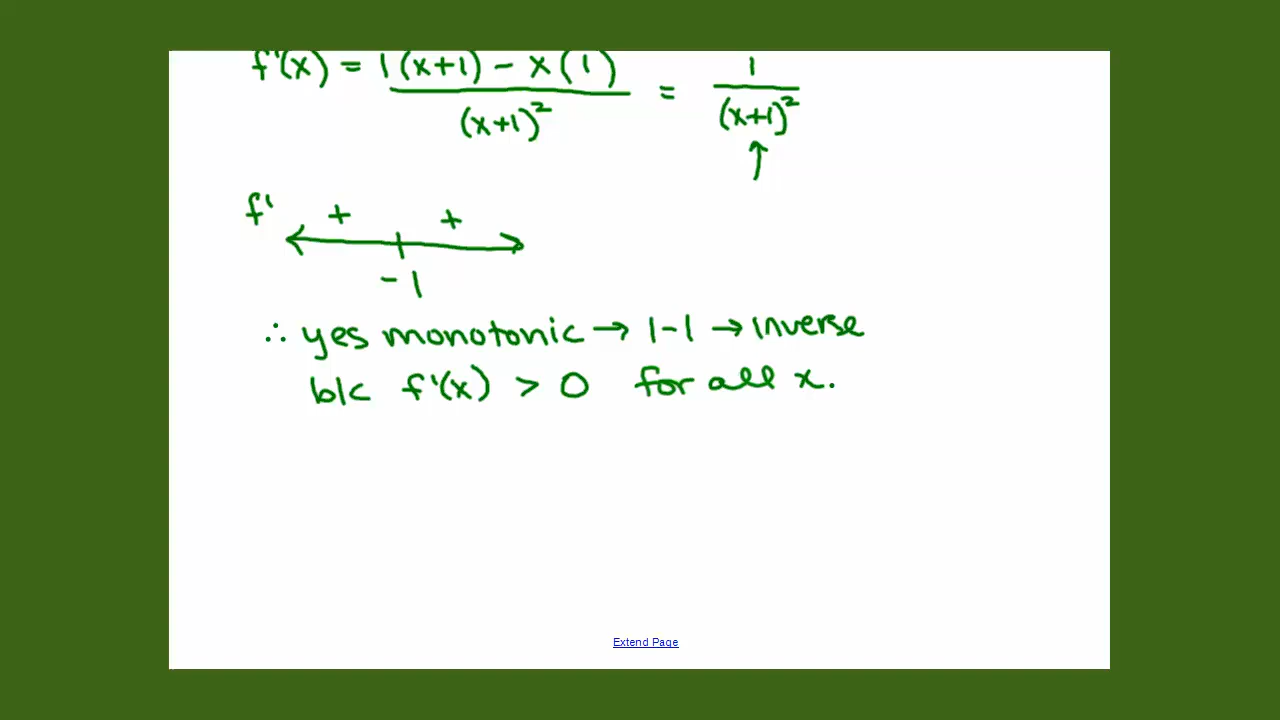 f'(x) = 1(x+1) - x(1) / (x+1)² = 1 / (x+1)²
↑
f' + +
-1
∴ yes monotonic → 1-1 → inverse
b/c f'(x) > 0 for all x.
Extend Page